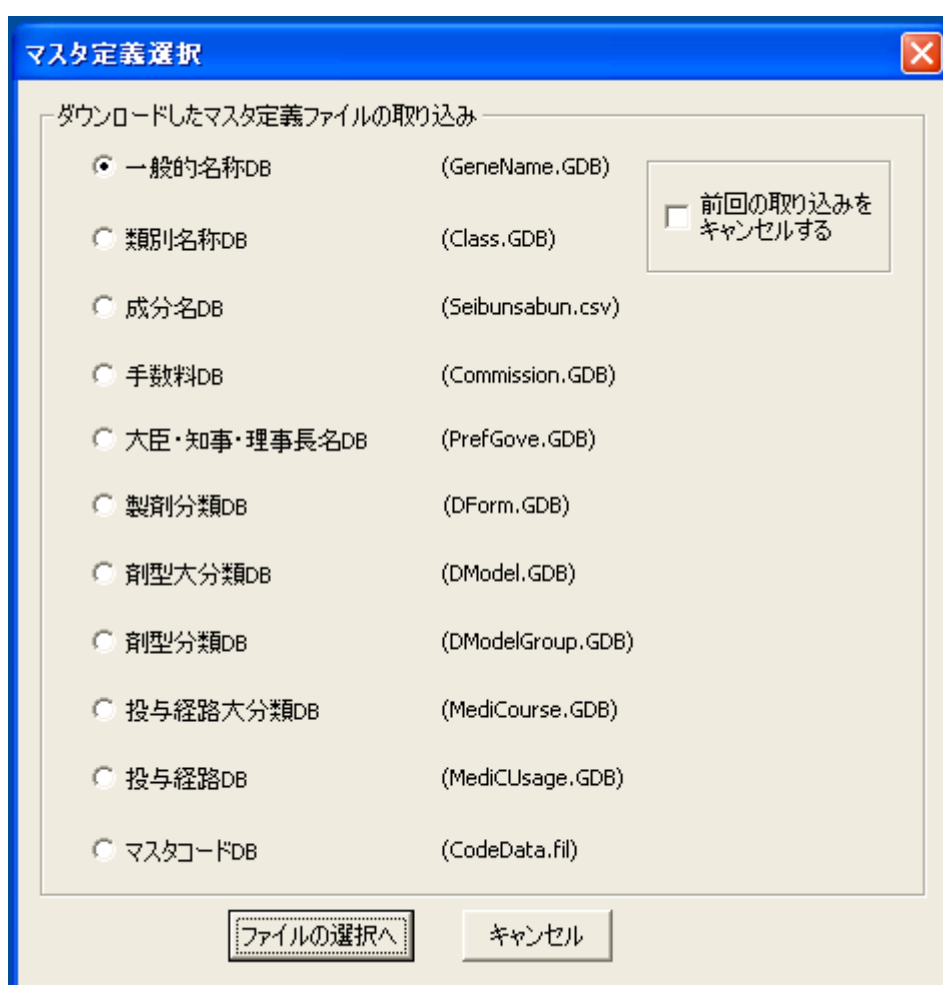 マスタ定義選択
ダウンロードしたマスタ定義ファイルの取り込み
一般的名称DB (GeneName.GDB)
前回の取り込みを
キャンセルする
類別名称DB (Class.GDB)
成分名DB (Seibunsabun.csv)
手数料DB (Commission.GDB)
大臣・知事・理事長名DB (PrefGove.GDB)
製剤分類DB (DForm.GDB)
剤型大分類DB (DModel.GDB)
剤型分類DB (DModelGroup.GDB)
投与経路大分類DB (MediCourse.GDB)
投与経路DB (MediCUsage.GDB)
マスタコードDB (CodeData.fil)
ファイルの選択へ キャンセル